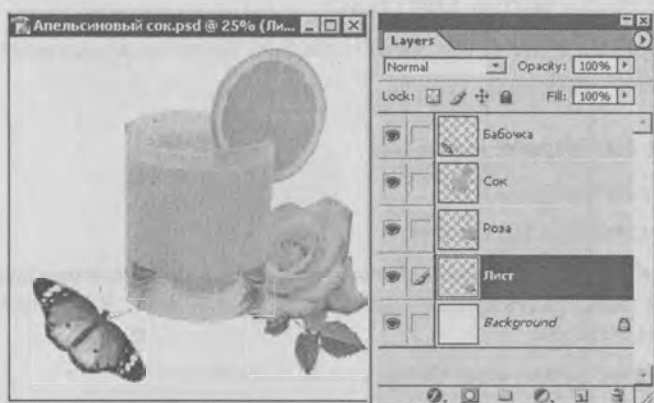 Апельсиновый сок.psd @ 25% (Ли...
Layers
Normal
Opacity: 100%
Lock:
Fill: 100%
Бабочка
Сок
Роза
Лист
Background